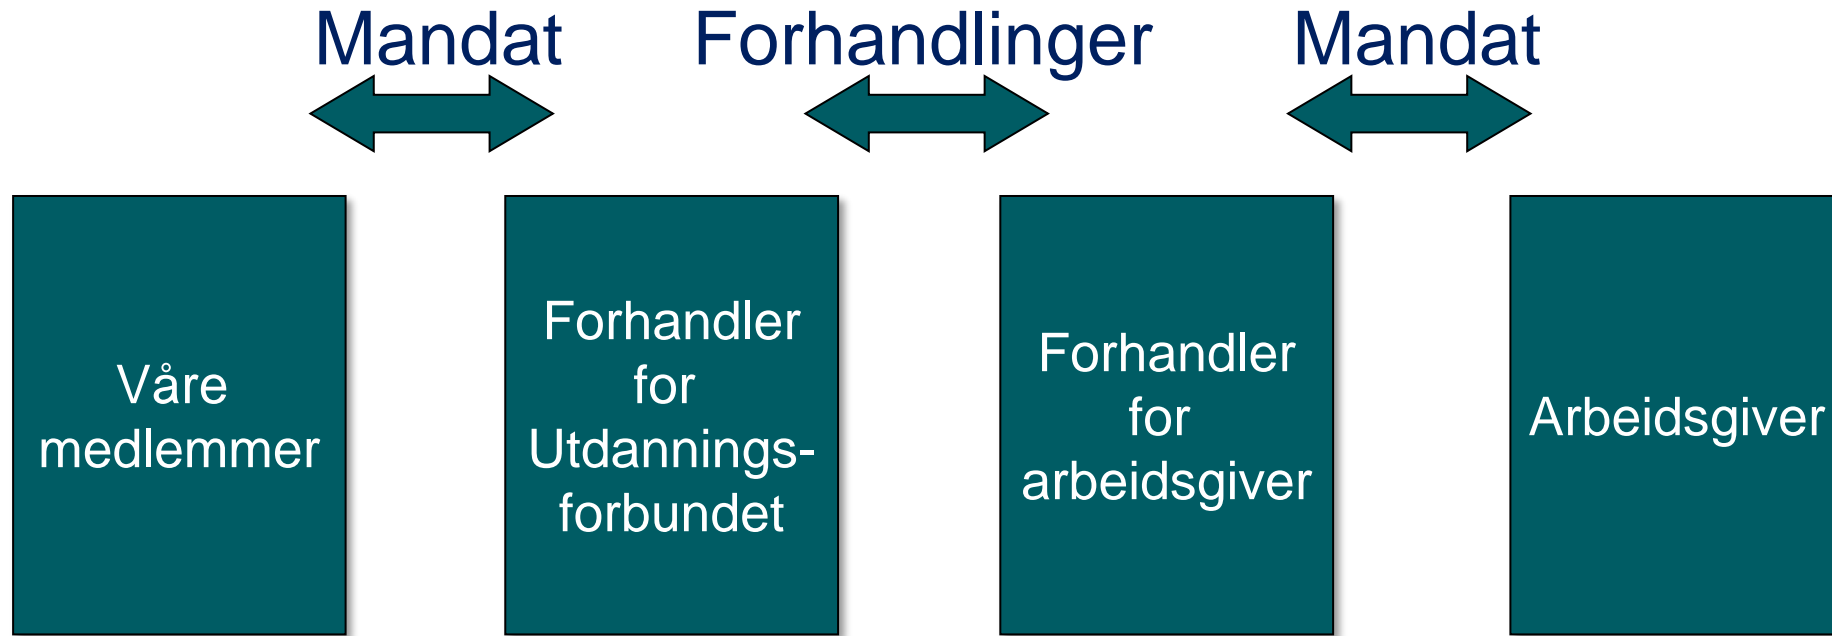 Mandat
Forhandlinger
Mandat
Våre
medlemmer
Forhandler
for
Utdannings-
forbundet
Forhandler
for
arbeidsgiver
Arbeidsgiver